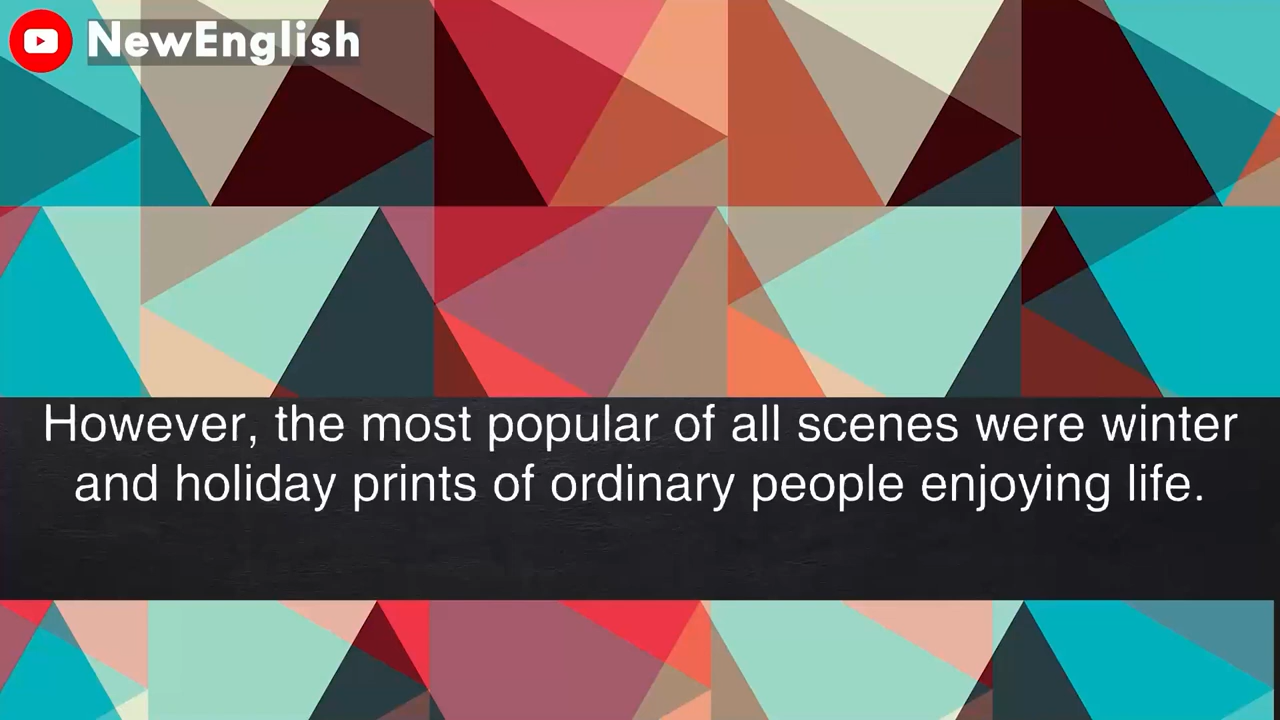 NewEnglish
However, the most popular of all scenes were winter
and holiday prints of ordinary people enjoying life.